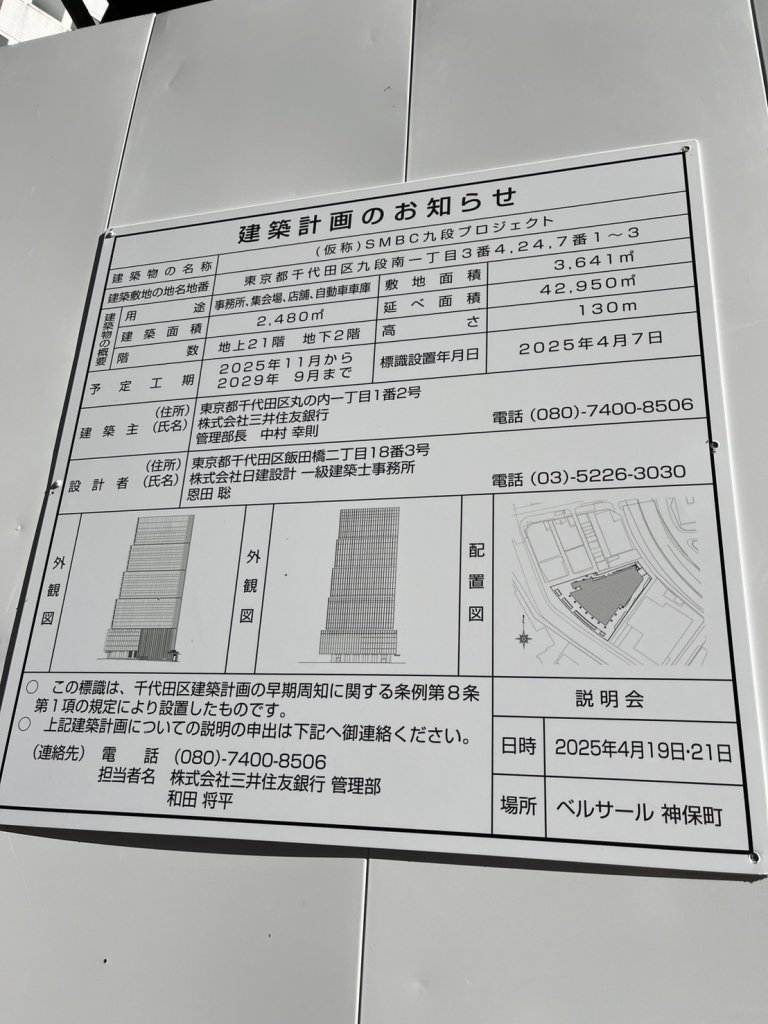 建築計画のお知らせ
建築物の名称 (仮称)SMBC九段プロジェクト
建築敷地の地名地番 東京都千代田区九段南一丁目3番4,24,7番1～3
建築物の概要
用途 事務所、集会場、店舗、自動車車庫 敷地面積 3,641㎡
建築面積 2,480㎡ 延べ面積 42,950㎡
階数 地上21階 地下2階 高さ 130m
予定工期 2025年11月から
2029年 9月まで
標識設置年月日 2025年4月7日
建築主 (住所) 東京都千代田区丸の内一丁目1番2号
(氏名) 株式会社三井住友銀行
管理部長 中村 幸則 電話 (080)-7400-8506
設計者 (住所) 東京都千代田区飯田橋二丁目18番3号
(氏名) 株式会社日建設計 一級建築士事務所
恩田 聡 電話 (03)-5226-3030
外観図
外観図
配置図
○ この標識は、千代田区建築計画の早期周知に関する条例第8条
第1項の規定により設置したものです。
○ 上記建築計画についての説明の申出は下記へ御連絡ください。
(連絡先) 電話 (080)-7400-8506
担当者名 株式会社三井住友銀行 管理部
和田 将平
説明会
日時 2025年4月19日・21日
場所 ベルサール 神保町